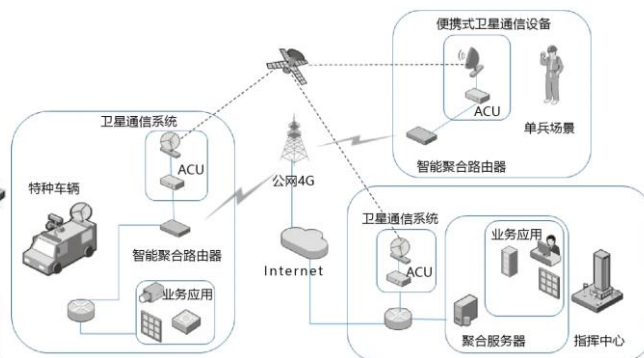 便携式卫星通信设备
ACU
单兵场景
智能聚合路由器
卫星通信系统
ACU
特种车辆
智能聚合路由器
业务应用
公网4G
Internet
卫星通信系统
ACU
业务应用
聚合服务器
指挥中心